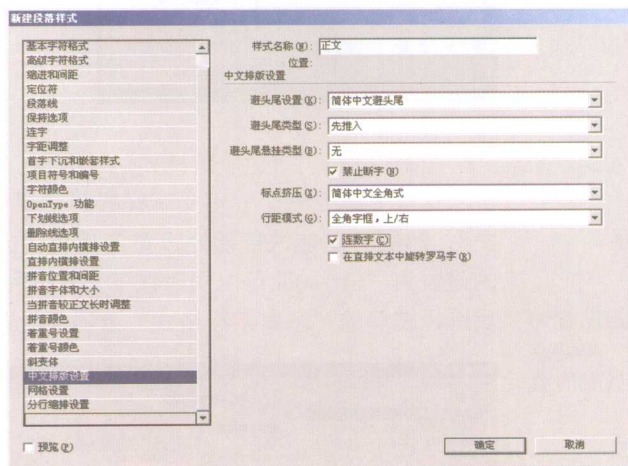 新建段落样式
基本字符格式
高级字符格式
缩进和间距
定位符
段落线
保持选项
连字
字距调整
首字下沉和嵌套样式
项目符号和编号
字符颜色
OpenType 功能
下划线选项
删除线选项
自动直排内横排设置
直排内横排设置
拼音位置和间距
拼音字体和大小
当拼音较正文长时调整
拼音颜色
着重号设置
着重号颜色
斜变体
中文排版设置
网格设置
分行缩排设置
预览(P)
样式名称(N): 正文
位置:
中文排版设置
避头尾设置(K): 简体中文避头尾
避头尾类型(S): 先推入
避头尾悬挂类型(B): 无
禁止断字(U)
标点挤压(X): 简体中文全角式
行距模式(G): 全角字框，上/右
连数字(C)
在直排文本中旋转罗马字(R)
确定
取消